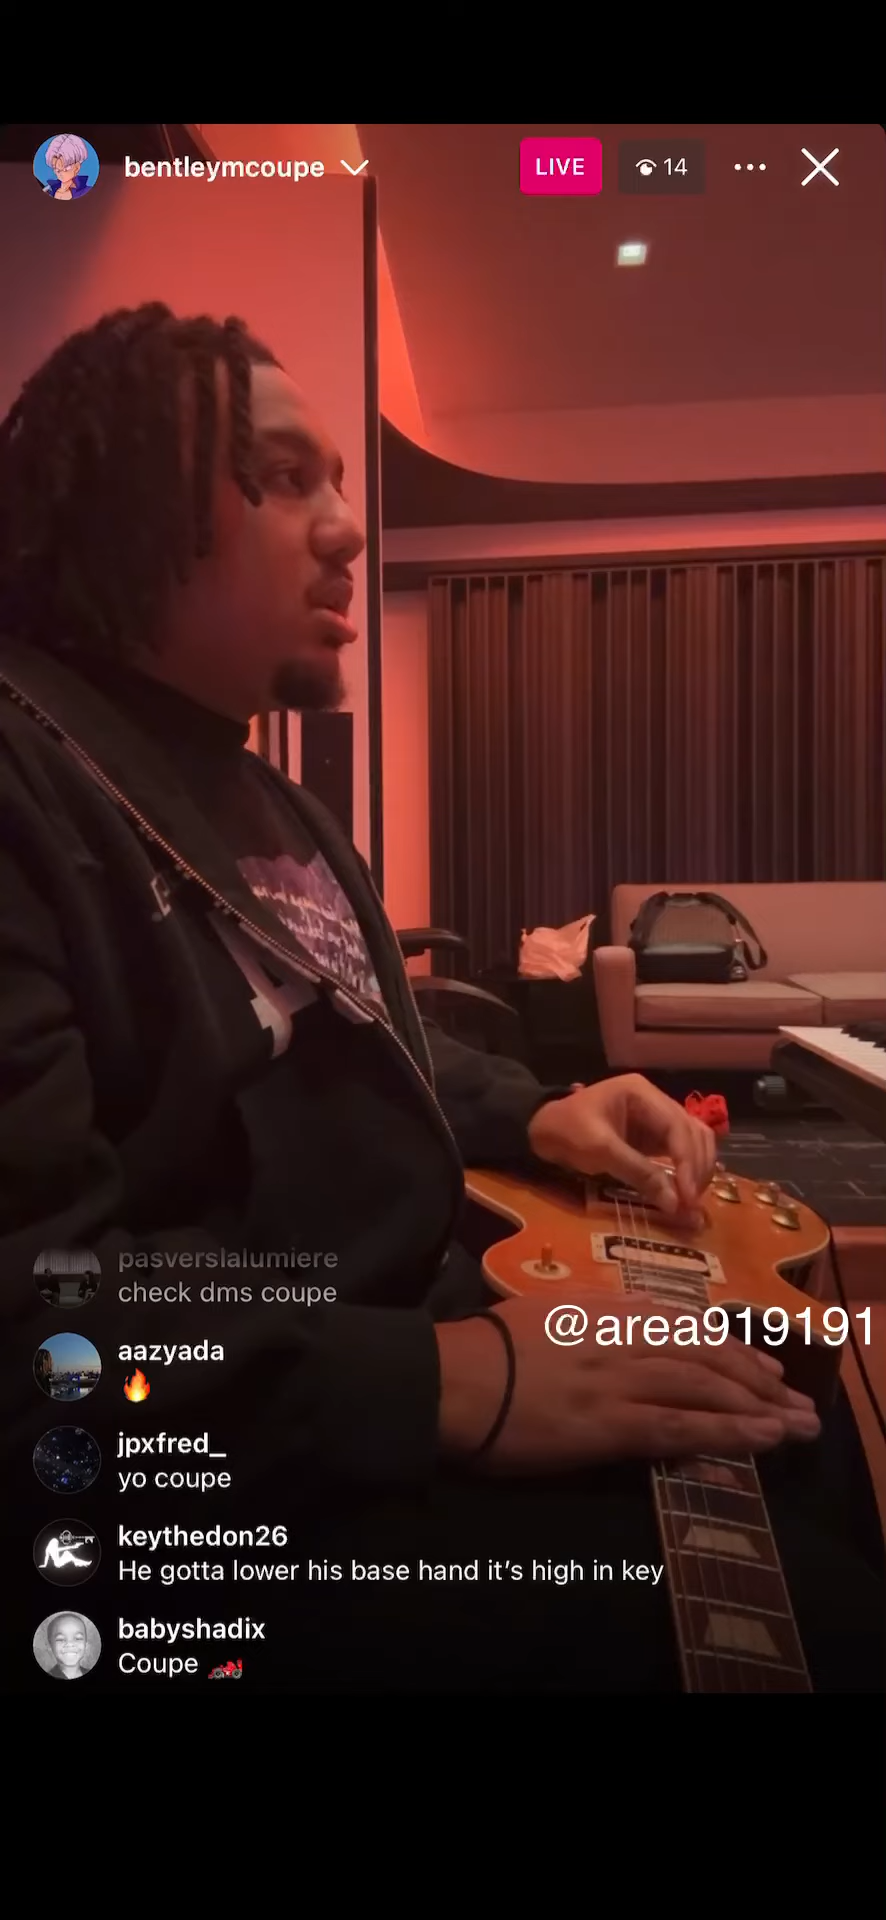 bentleymcoupe
LIVE
14
pasverslalumiere
check dms coupe
aazyada
🔥
@area919191
jpxfred_
yo coupe
keythedon26
He gotta lower his base hand it’s high in key
babyshadix
Coupe 🏎️